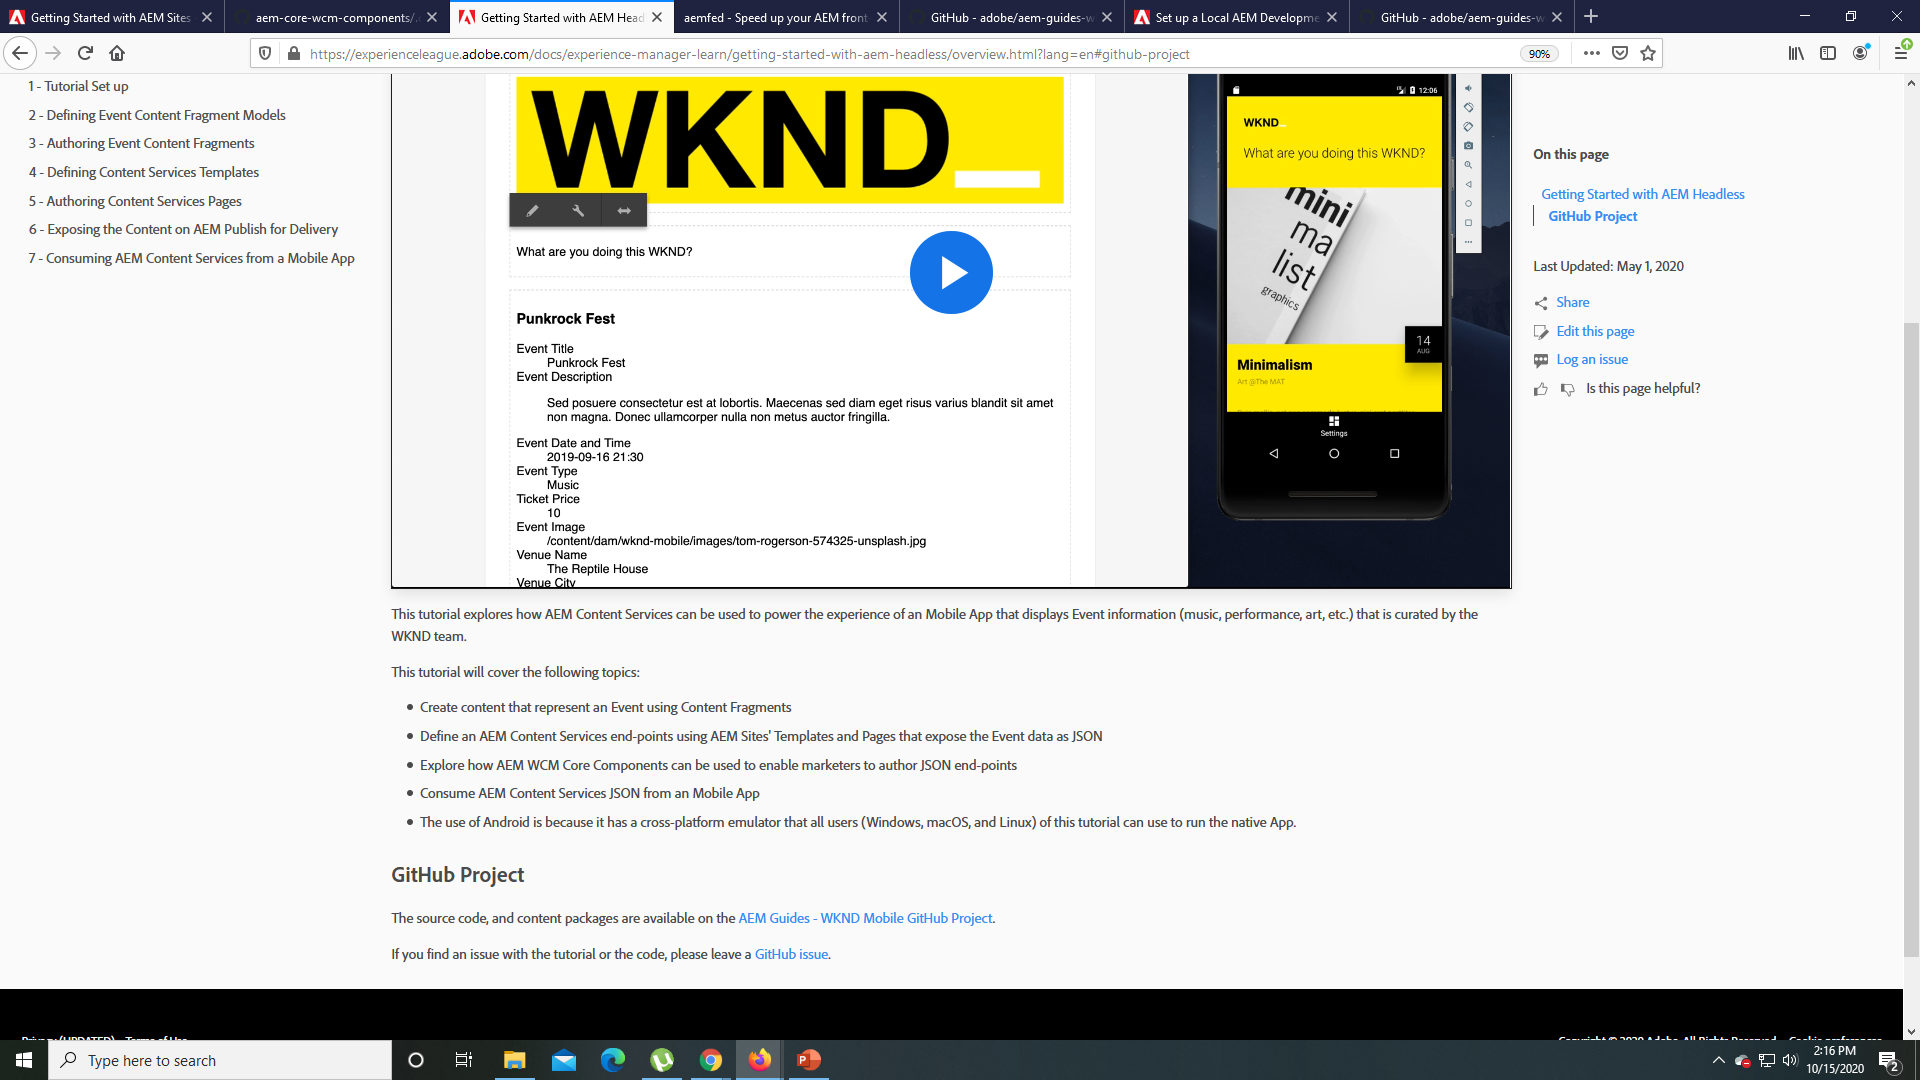 Getting Started with AEM Sites
aem-core-wcm-components/.
Getting Started with AEM Head
aemfed - Speed up your AEM front
GitHub - adobe/aem-guides-w
Set up a Local AEM Developme
GitHub - adobe/aem-guides-w
https://experienceleague.adobe.com/docs/experience-manager-learn/getting-started-with-aem-headless/overview.html?lang=en#github-project
90%
1 - Tutorial Set up
2 - Defining Event Content Fragment Models
3 - Authoring Event Content Fragments
4 - Defining Content Services Templates
5 - Authoring Content Services Pages
6 - Exposing the Content on AEM Publish for Delivery
7 - Consuming AEM Content Services from a Mobile App
WKND_
What are you doing this WKND?
Punkrock Fest
Event Title
Punkrock Fest
Event Description
Sed posuere consectetur est at lobortis. Maecenas sed diam eget risus varius blandit sit amet
non magna. Donec ullamcorper nulla non metus auctor fringilla.
Event Date and Time
2019-09-16 21:30
Event Type
Music
Ticket Price
10
Event Image
/content/dam/wknd-mobile/images/tom-rogerson-574325-unsplash.jpg
Venue Name
The Reptile House
Venue City
12:06
WKND_
What are you doing this WKND?
mini
ma
list
graphics
14
AUG
Minimalism
Art @The MAT
Settings
On this page
Getting Started with AEM Headless
GitHub Project
Last Updated: May 1, 2020
Share
Edit this page
Log an issue
Is this page helpful?
This tutorial explores how AEM Content Services can be used to power the experience of an Mobile App that displays Event information (music, performance, art, etc.) that is curated by the
WKND team.
This tutorial will cover the following topics:
Create content that represent an Event using Content Fragments
Define an AEM Content Services end-points using AEM Sites' Templates and Pages that expose the Event data as JSON
Explore how AEM WCM Core Components can be used to enable marketers to author JSON end-points
Consume AEM Content Services JSON from an Mobile App
The use of Android is because it has a cross-platform emulator that all users (Windows, macOS, and Linux) of this tutorial can use to run the native App.
GitHub Project
The source code, and content packages are available on the AEM Guides - WKND Mobile GitHub Project.
If you find an issue with the tutorial or the code, please leave a GitHub issue.
Privacy (UPDATED) Terms of Use
Copyright © 2020 Adobe. All Rights Reserved Cookie preferences
Type here to search
2:16 PM
10/15/2020
2